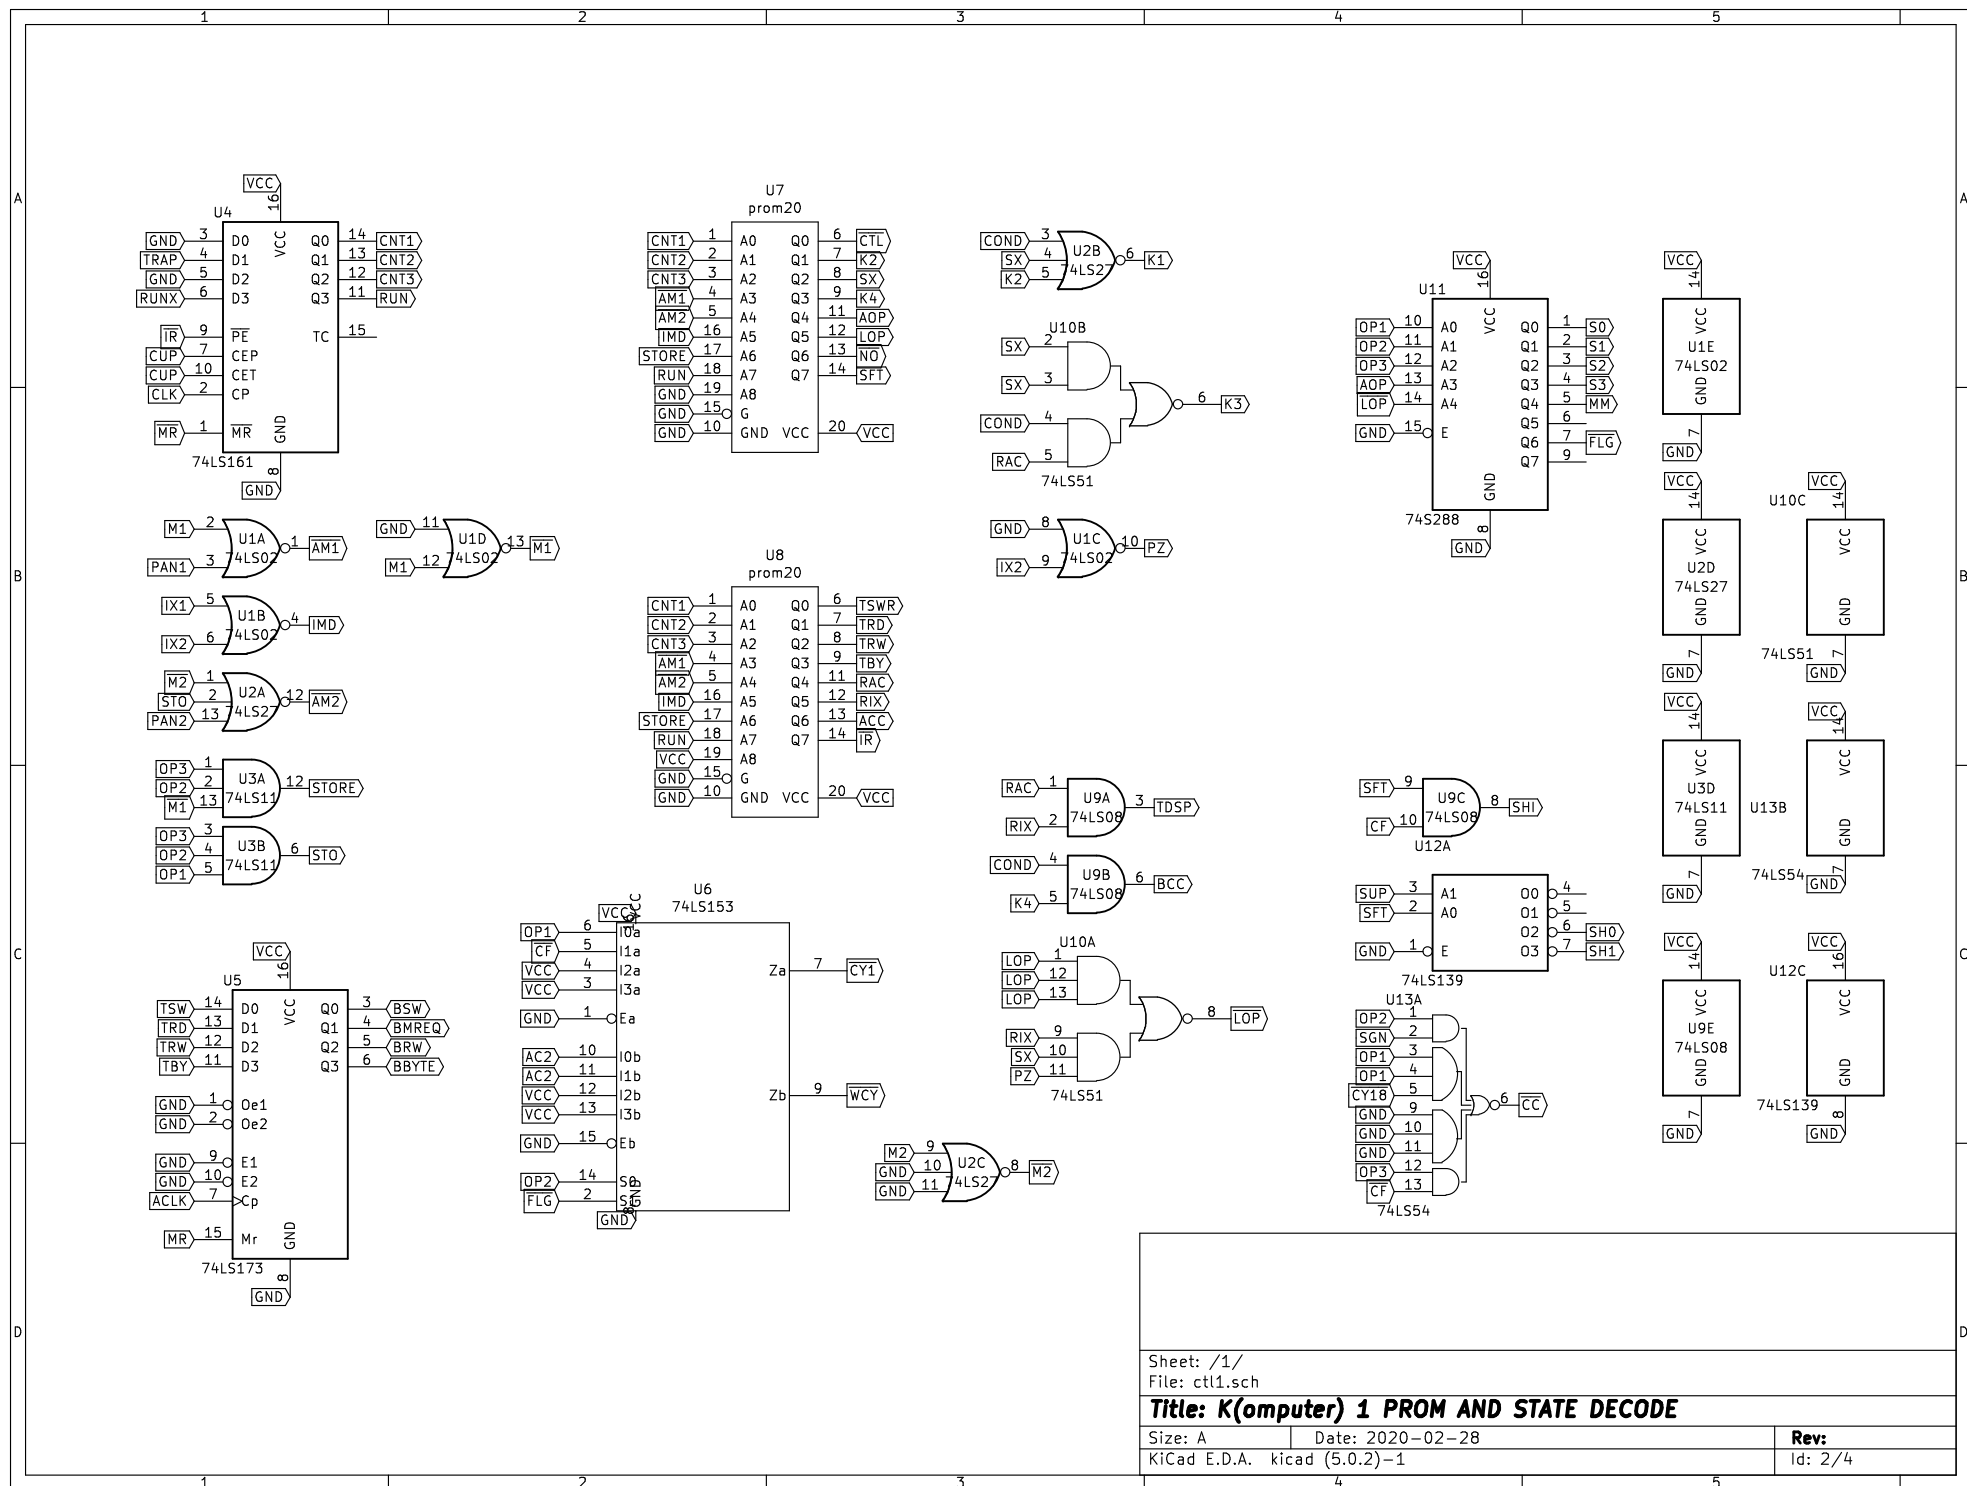 1 2 3 4 5
A A
B B
C C
D D
1 2 3 4 5
VCC
16
U4
GND 3 D0 VCC Q0 14 CNT1
TRAP 4 D1 Q1 13 CNT2
GND 5 D2 Q2 12 CNT3
RUNX 6 D3 Q3 11 RUN
IR 9 PE TC 15
CUP 7 CEP
CUP 10 CET
CLK 2 CP
MR 1 MR GND
74LS161
8
GND
M1 2 U1A
74LS02 1 AM1
PAN1 3
GND 11 U1D
74LS02 13 M1
M1 12
IX1 5 U1B
74LS02 4 IMD
IX2 6
M2 1 U2A
STO 2 74LS27 12 AM2
PAN2 13
OP3 1 U3A
OP2 2 74LS11 12 STORE
M1 13
OP3 3 U3B
OP2 4 74LS11 6 STO
OP1 5
VCC
16
U5
TSW 14 D0 VCC Q0 3 BSW
TRD 13 D1 Q1 4 BMREQ
TRW 12 D2 Q2 5 BRW
TBY 11 D3 Q3 6 BBYTE
GND 1 Oe1
GND 2 Oe2
GND 9 E1
GND 10 E2
ACLK 7 Cp
MR 15 Mr GND
74LS173
8
GND
U7
prom20
CNT1 1 A0 Q0 6 CTL
CNT2 2 A1 Q1 7 K2
CNT3 3 A2 Q2 8 SX
AM1 4 A3 Q3 9 K4
AM2 5 A4 Q4 11 AOP
IMD 16 A5 Q5 12 LOP
STORE 17 A6 Q6 13 NO
RUN 18 A7 Q7 14 SFT
GND 19 A8
GND 15 G
GND 10 GND VCC 20 VCC
U8
prom20
CNT1 1 A0 Q0 6 TSWR
CNT2 2 A1 Q1 7 TRD
CNT3 3 A2 Q2 8 TRW
AM1 4 A3 Q3 9 TBY
AM2 5 A4 Q4 11 RAC
IMD 16 A5 Q5 12 RIX
STORE 17 A6 Q6 13 ACC
RUN 18 A7 Q7 14 IR
VCC 19 A8
GND 15 G
GND 10 GND VCC 20 VCC
U6
74LS153
VCC 16 VCC
OP1 6 I0a
CF 5 I1a
VCC 4 I2a Za 7 CY1
VCC 3 I3a
GND 1 Ea
AC2 10 I0b
AC2 11 I1b
VCC 12 I2b Zb 9 WCY
VCC 13 I3b
GND 15 Eb
OP2 14 S0
FLG 2 S1
GND 8 GND
COND 3 U2B
SX 4 74LS27 6 K1
K2 5
U10B
SX 2
SX 3
6 K3
COND 4
RAC 5
74LS51
GND 8 U1C
74LS02 10 PZ
IX2 9
RAC 1 U9A
74LS08 3 TDSP
RIX 2
COND 4 U9B
74LS08 6 BCC
K4 5
U10A
LOP 1
LOP 12
LOP 13
8 LOP
RIX 9
SX 10
PZ 11
74LS51
M2 9 U2C
GND 10 74LS27 8 M2
GND 11
VCC
16
U11
OP1 10 A0 VCC Q0 1 S0
OP2 11 A1 Q1 2 S1
OP3 12 A2 Q2 3 S2
AOP 13 A3 Q3 4 S3
LOP 14 A4 Q4 5 MM
Q5 6
GND 15 E Q6 7 FLG
Q7 9
GND
74S288
8
GND
SFT 9 U9C
74LS08 8 SHI
CF 10
U12A
SUP 3 A1 O0 4
SFT 2 A0 O1 5
O2 6 SH0
GND 1 E O3 7 SH1
74LS139
U13A
OP2 1
SGN 2
OP1 3
OP1 4
CY18 5
GND 9
6 CC
GND 10
GND 11
OP3 12
CF 13
74LS54
VCC
14
VCC
U1E
74LS02
GND
7
GND
VCC
14
VCC
U2D
74LS27
GND
7
GND
U10C
VCC
14
VCC
GND
74LS51
7
GND
VCC
14
VCC
U3D
74LS11
GND
7
GND
VCC
14
VCC
U13B
GND
74LS54
7
GND
VCC
14
VCC
U9E
74LS08
GND
7
GND
U12C
VCC
16
VCC
GND
74LS139
8
GND
Sheet: /1/
File: ctl1.sch
Title: K(omputer) 1 PROM AND STATE DECODE
Size: A Date: 2020-02-28 Rev:
KiCad E.D.A. kicad (5.0.2)-1 Id: 2/4